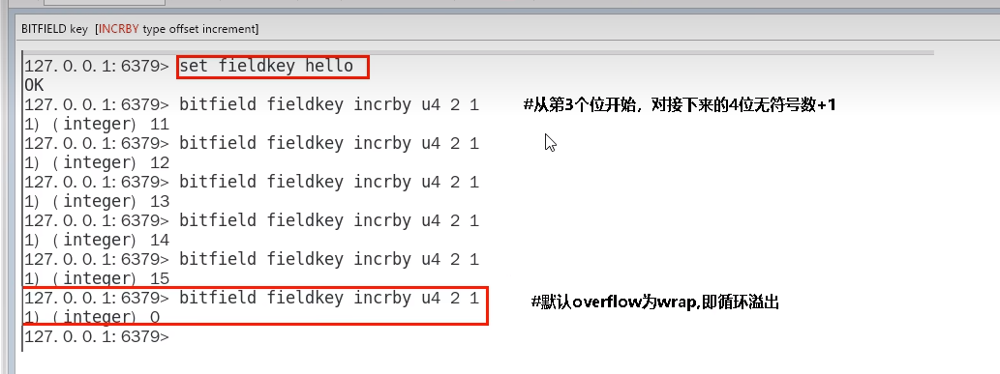 BITFIELD key [INCRBY type offset increment]
127.0.0.1:6379> set fieldkey hello
OK
127.0.0.1:6379> bitfield fieldkey incrby u4 2 1 #从第3个位开始，对接下来的4位无符号数+1
1) (integer) 11
127.0.0.1:6379> bitfield fieldkey incrby u4 2 1
1) (integer) 12
127.0.0.1:6379> bitfield fieldkey incrby u4 2 1
1) (integer) 13
127.0.0.1:6379> bitfield fieldkey incrby u4 2 1
1) (integer) 14
127.0.0.1:6379> bitfield fieldkey incrby u4 2 1
1) (integer) 15
127.0.0.1:6379> bitfield fieldkey incrby u4 2 1 #默认overflow为wrap,即循环溢出
1) (integer) 0
127.0.0.1:6379>